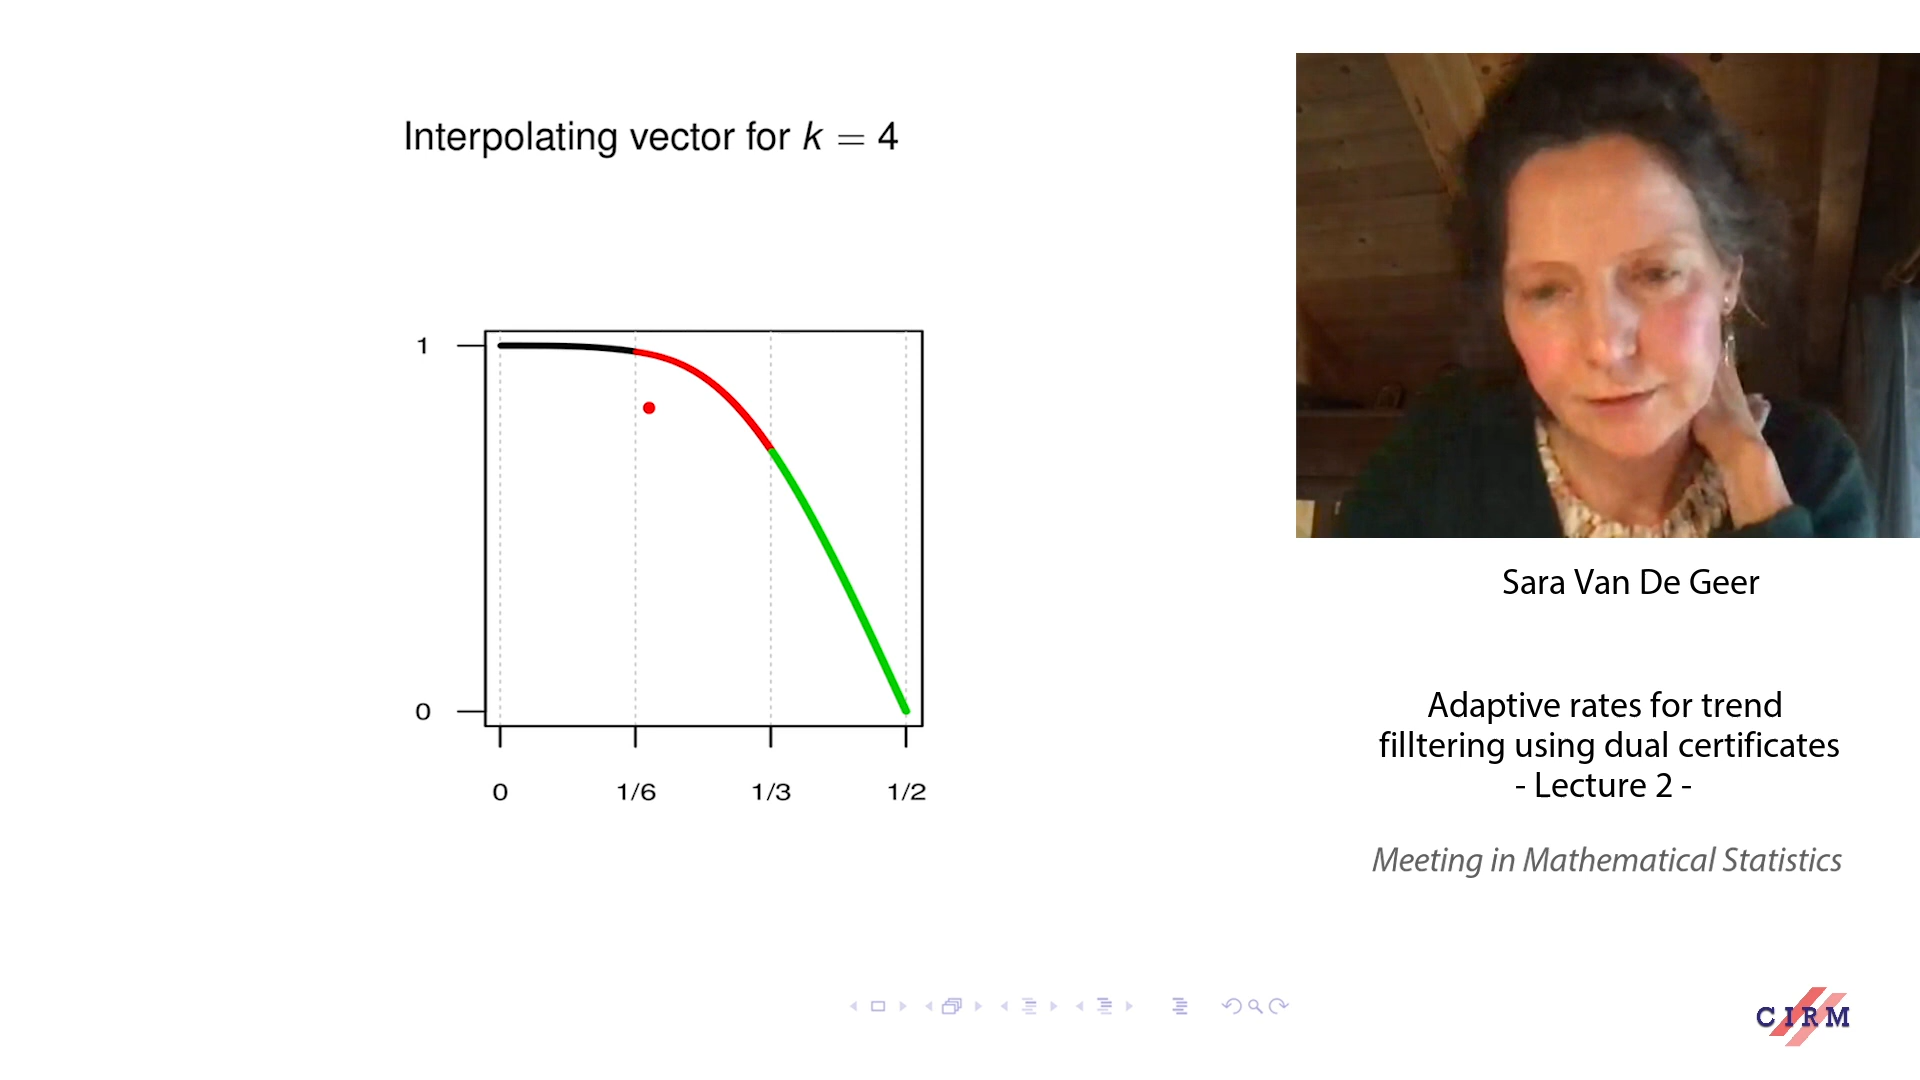 Interpolating vector for k = 4
1
0
0 1/6 1/3 1/2
Sara Van De Geer
Adaptive rates for trend
filltering using dual certificates
- Lecture 2 -
Meeting in Mathematical Statistics
CIRM